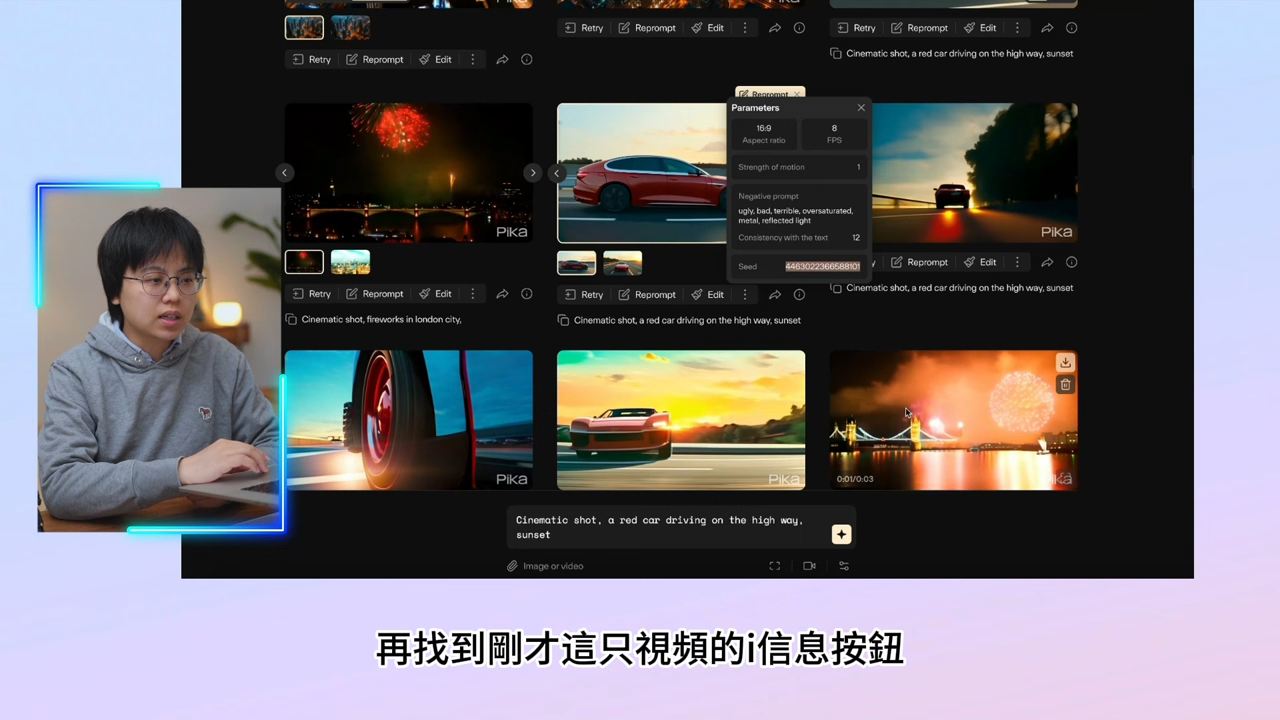 Retry Reprompt Edit
Retry Reprompt Edit
Retry Reprompt Edit
Cinematic shot, a red car driving on the high way, sunset
Reprompt
Parameters
16:9
Aspect ratio
8
FPS
Strength of motion 1
Negative prompt
ugly, bad, terrible, oversaturated,
metal, reflected light
Consistency with the text 12
Seed 4463022366588101
Pika
Pika
Retry Reprompt Edit
Retry Reprompt Edit
Reprompt Edit
Cinematic shot, a red car driving on the high way, sunset
Cinematic shot, fireworks in london city,
Cinematic shot, a red car driving on the high way, sunset
Pika
Pika
0:01/0:03
Cinematic shot, a red car driving on the high way,
sunset
Image or video
再找到剛才這只視頻的i信息按鈕